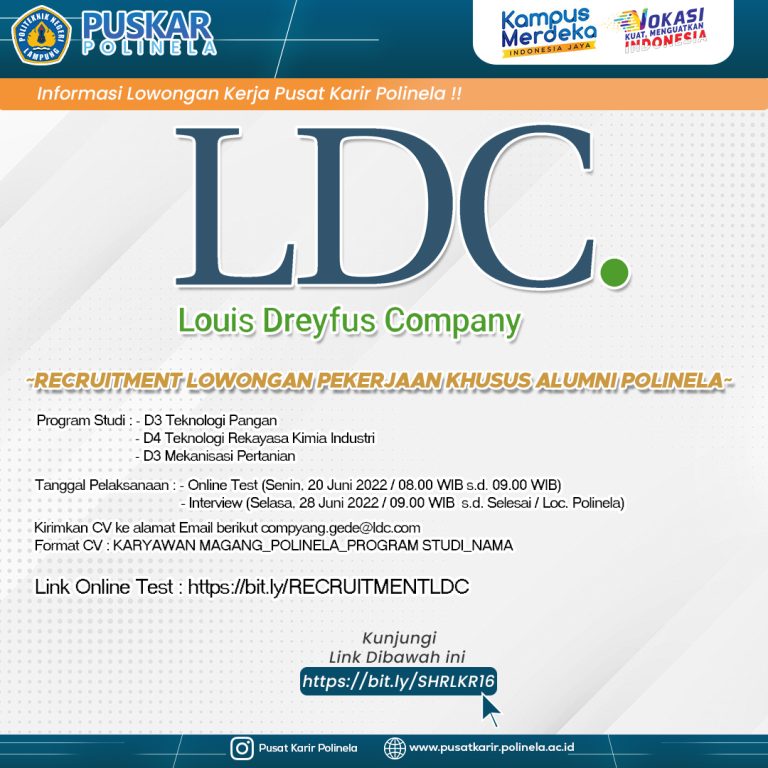 POLITEKNIK NEGERI
LAMPUNG
PUSKAR
POLINELA
Kampus
Merdeka
INDONESIA JAYA
VOKASI
KUAT, MENGUATKAN
INDONESIA
Informasi Lowongan Kerja Pusat Karir Polinela !!
LDC.
Louis Dreyfus Company
~RECRUITMENT LOWONGAN PEKERJAAN KHUSUS ALUMNI POLINELA~
Program Studi : - D3 Teknologi Pangan
- D4 Teknologi Rekayasa Kimia Industri
- D3 Mekanisasi Pertanian
Tanggal Pelaksanaan : - Online Test (Senin, 20 Juni 2022 / 08.00 WIB s.d. 09.00 WIB)
- Interview (Selasa, 28 Juni 2022 / 09.00 WIB s.d. Selesai / Loc. Polinela)
Kirimkan CV ke alamat Email berikut compyang.gede@ldc.com
Format CV : KARYAWAN MAGANG_POLINELA_PROGRAM STUDI_NAMA
Link Online Test : https://bit.ly/RECRUITMENTLDC
Kunjungi
Link Dibawah ini
https://bit.ly/SHRLKR16
Pusat Karir Polinela
www.pusatkarir.polinela.ac.id